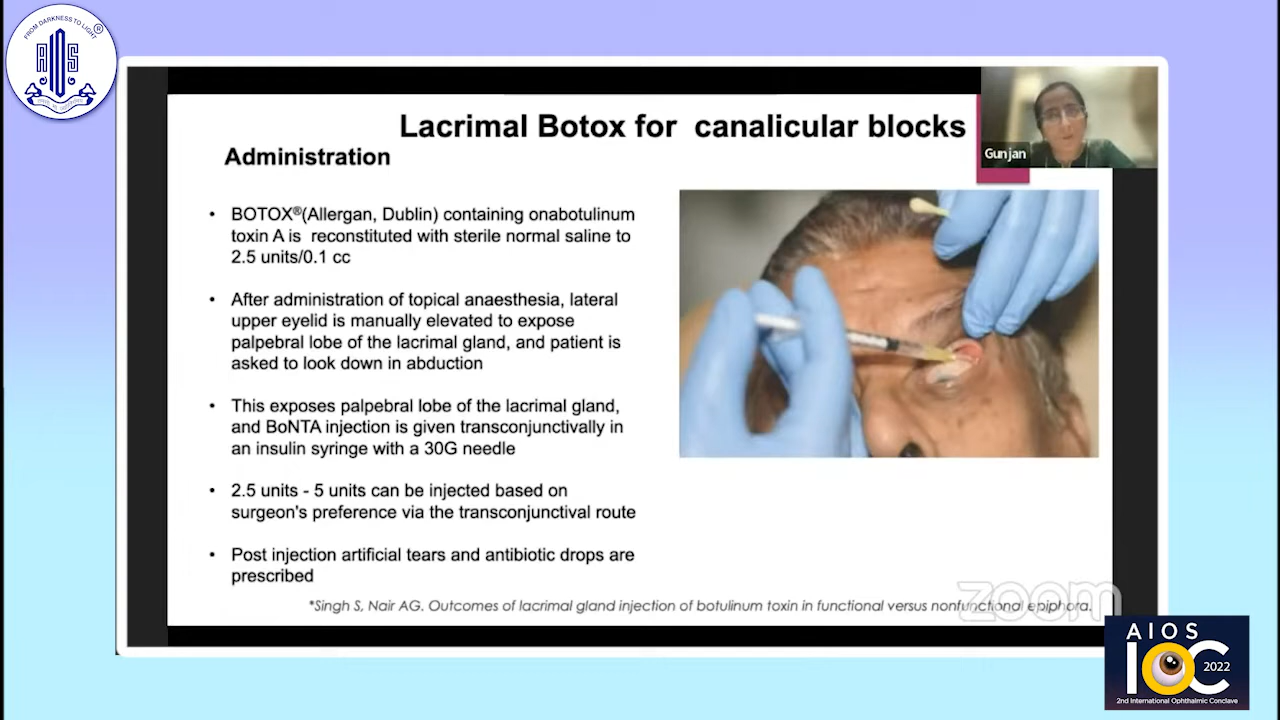 FROM DARKNESS TO LIGHT
®
AIOS
Lacrimal Botox for canalicular blocks
Administration
Gunjan
• BOTOX®(Allergan, Dublin) containing onabotulinum
toxin A is reconstituted with sterile normal saline to
2.5 units/0.1 cc
• After administration of topical anaesthesia, lateral
upper eyelid is manually elevated to expose
palpebral lobe of the lacrimal gland, and patient is
asked to look down in abduction
• This exposes palpebral lobe of the lacrimal gland,
and BoNTA injection is given transconjunctivally in
an insulin syringe with a 30G needle
• 2.5 units - 5 units can be injected based on
surgeon's preference via the transconjunctival route
• Post injection artificial tears and antibiotic drops are
prescribed
*Singh S, Nair AG. Outcomes of lacrimal gland injection of botulinum toxin in functional versus nonfunctional epiphora.
zoom
AIOS
IOC
2022
2nd International Ophthalmic Conclave